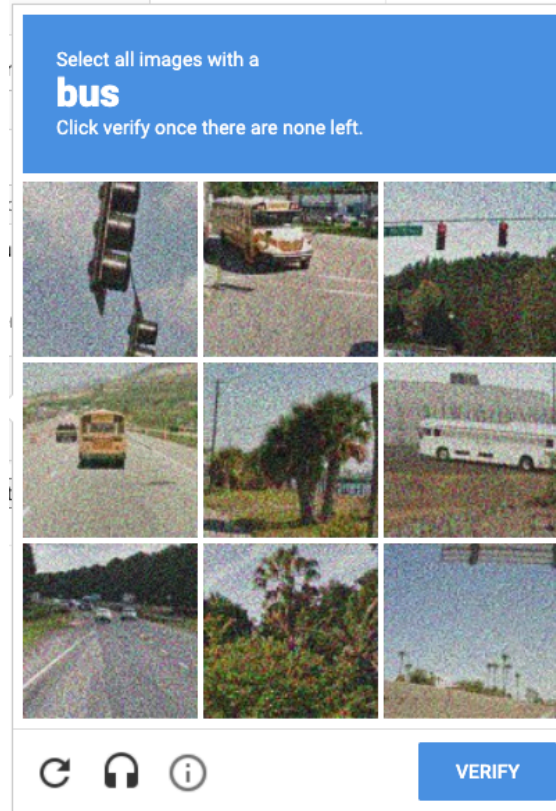 Select all images with a
bus
Click verify once there are none left.
VERIFY